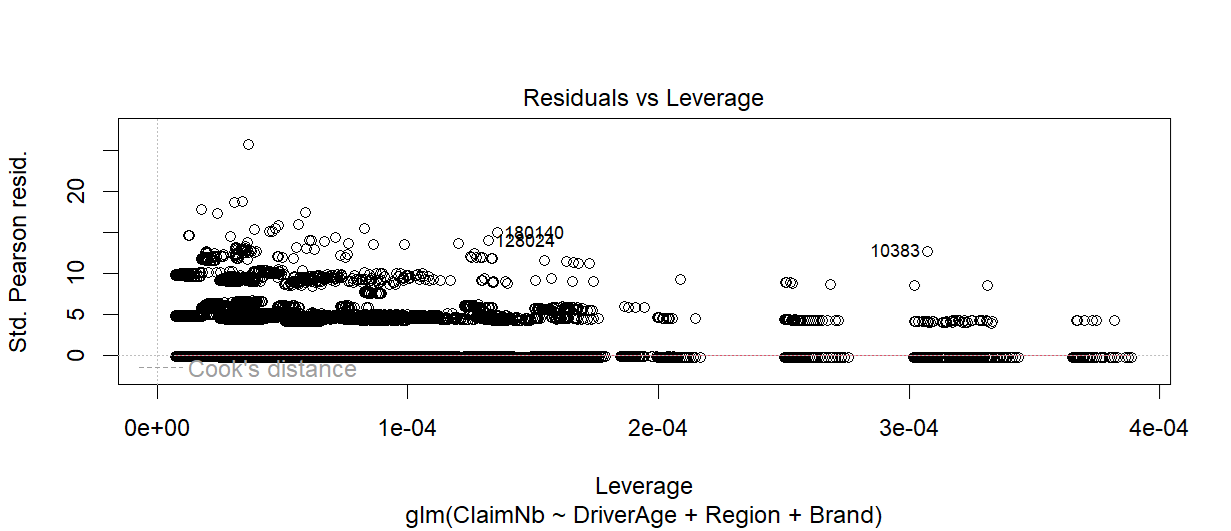 Residuals vs Leverage
Std. Pearson resid.
20
10
5
0
180140
128024
10383
Cook's distance
0e+00 1e-04 2e-04 3e-04 4e-04
Leverage
glm(ClaimNb ~ DriverAge + Region + Brand)